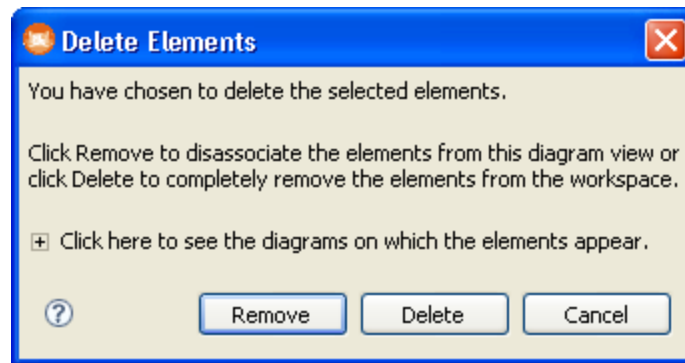 Delete Elements
You have chosen to delete the selected elements.
Click Remove to disassociate the elements from this diagram view or
click Delete to completely remove the elements from the workspace.
Click here to see the diagrams on which the elements appear.
Remove Delete Cancel